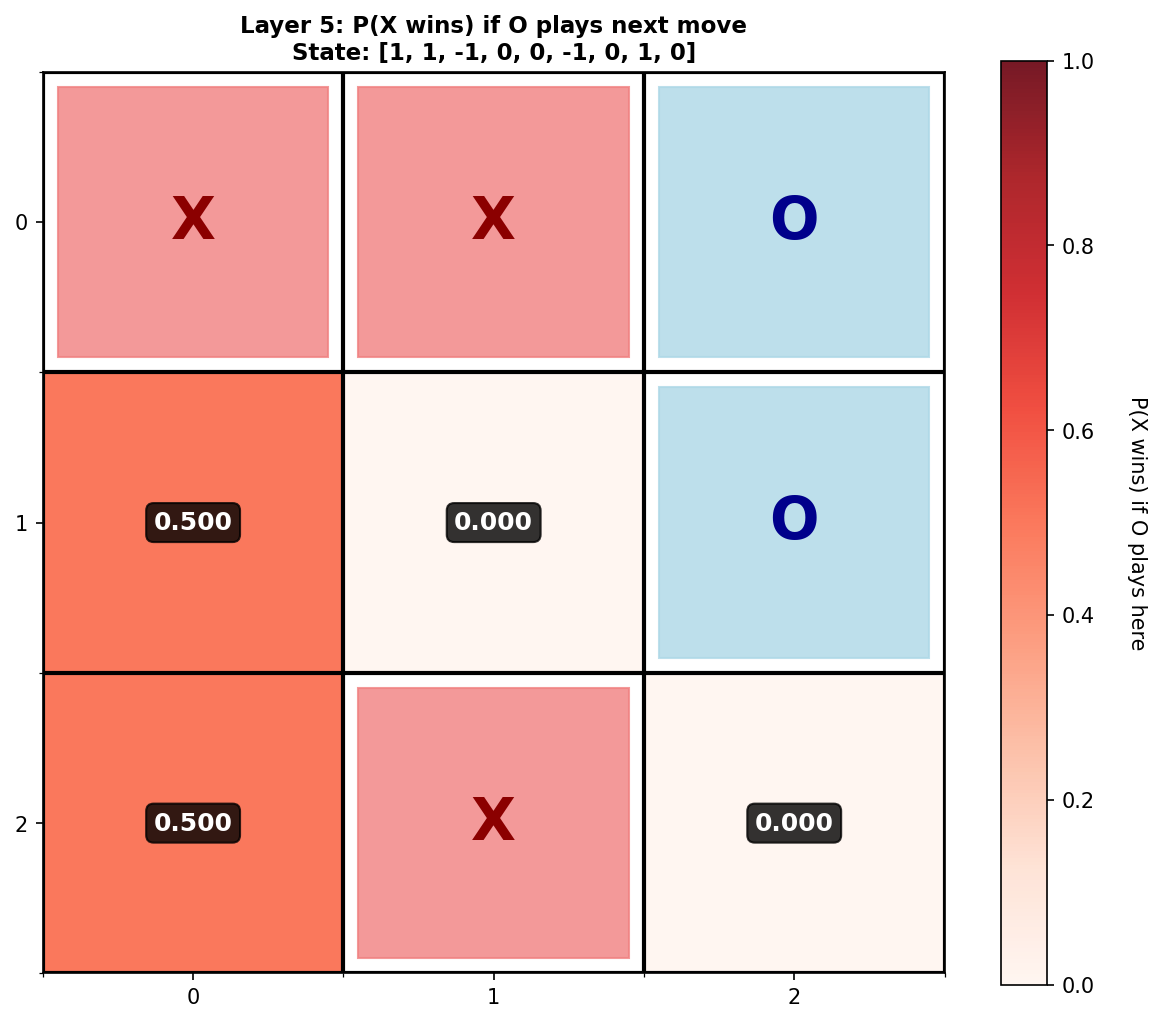 Layer 5: P(X wins) if O plays next move
State: [1, 1, -1, 0, 0, -1, 0, 1, 0]
X X O
0.500 0.000 O
0.500 X 0.000
0
1
2
0 1 2
1.0
0.8
0.6
0.4
0.2
0.0
P(X wins) if O plays here